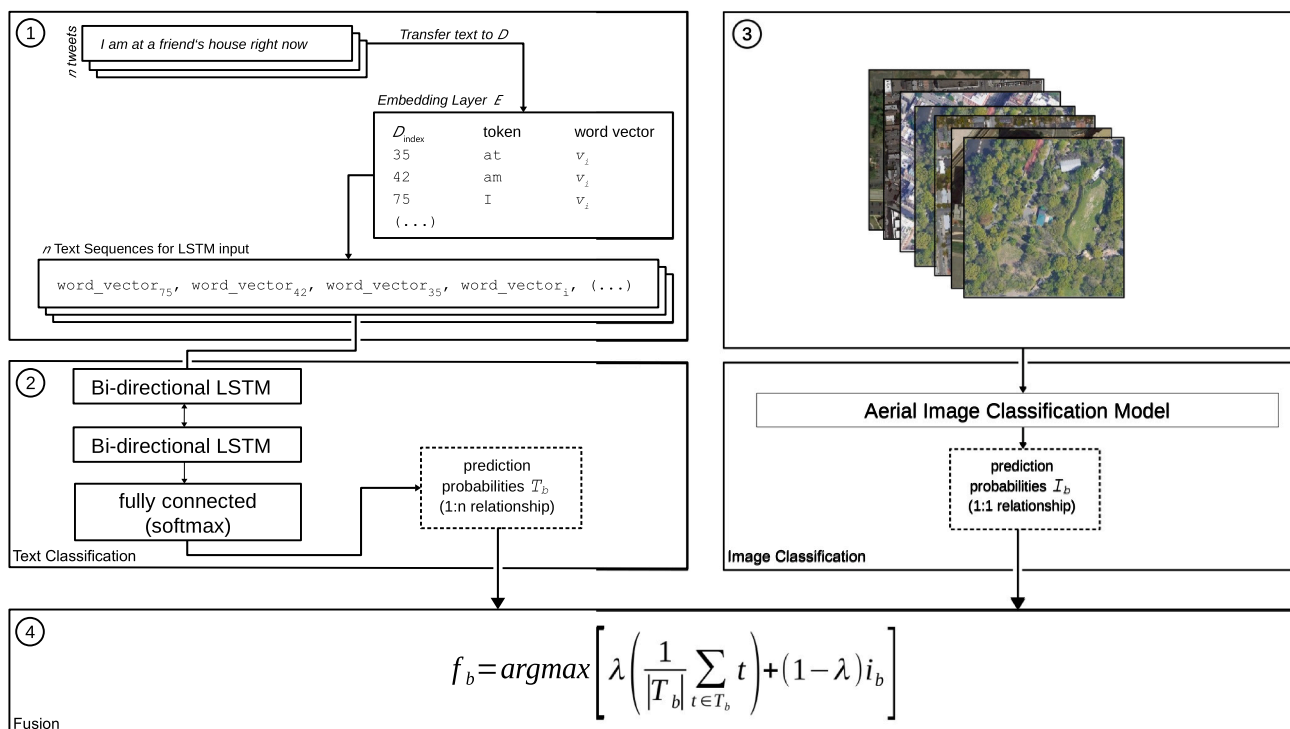 1
n tweets
I am at a friend's house right now
Transfer text to D
Embedding Layer E
D_index token word vector
35 at v_i
42 am v_i
75 I v_i
(...)
n Text Sequences for LSTM input
word_vector_75, word_vector_42, word_vector_35, word_vector_i, (...)
2
Bi-directional LSTM
Bi-directional LSTM
fully connected
(softmax)
prediction
probabilities T_b
(1:n relationship)
Text Classification
3
Aerial Image Classification Model
prediction
probabilities I_b
(1:1 relationship)
Image Classification
4
f_b=argmax[λ(1/|T_b| ∑_{t∈T_b} t)+(1−λ)i_b]
Fusion